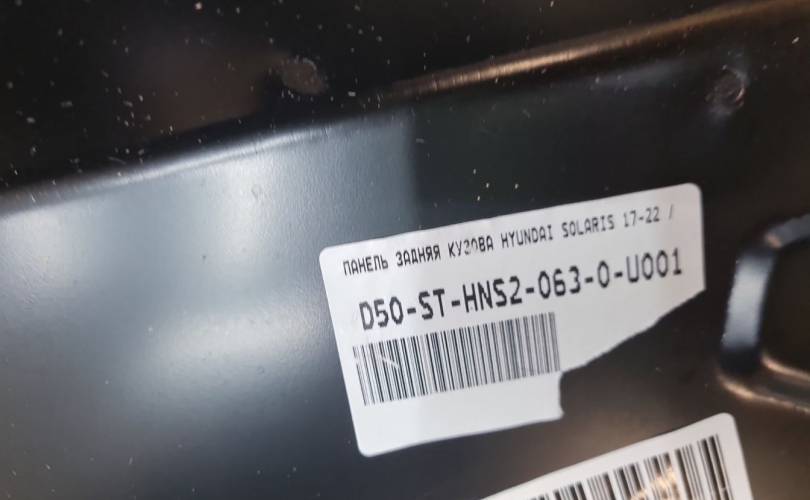 ПАНЕЛЬ ЗАДНЯЯ КУЗОВА HYUNDAI SOLARIS 17-22 /
D50-ST-HNS2-063-0-U001